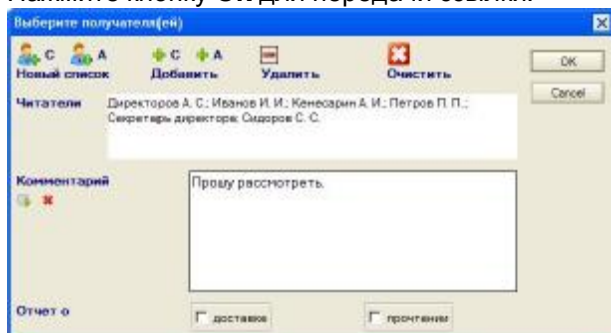 Нажмите кнопку Ок для передачи ссылки.
Выберите получателя(ей)
С А С А
Новый список Добавить Удалить Очистить
OK
Cancel
Читатели
Директоров А. С.; Иванов И. И.; Кенесарин А. И.; Петров П. П.;
Секретарь директора; Сидоров С. С.
Комментарий
Прошу рассмотреть.
Отчет о доставке прочтении